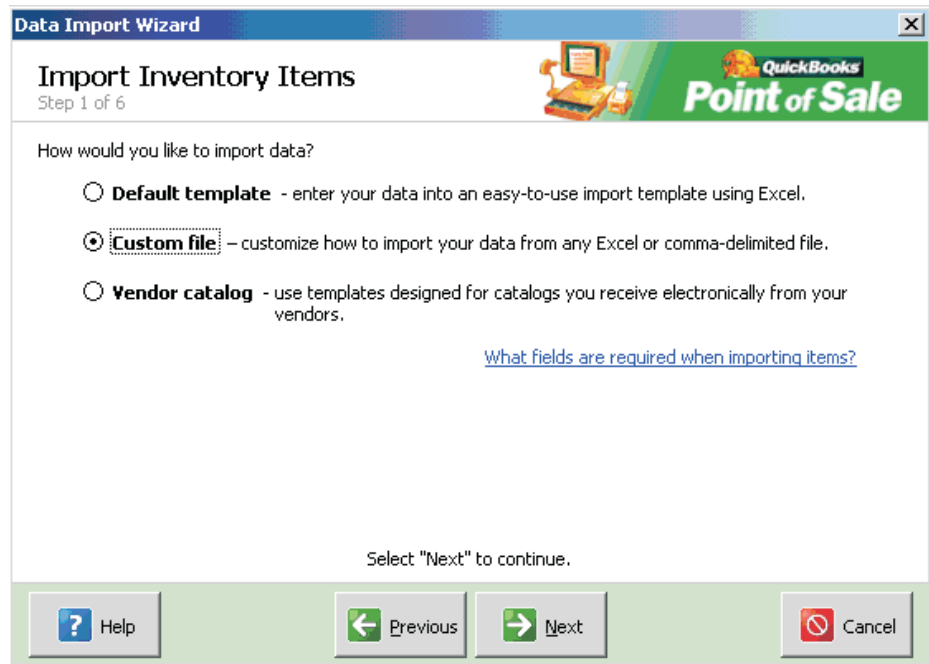 Data Import Wizard
Import Inventory Items
Step 1 of 6
QuickBooks
Point of Sale
How would you like to import data?
Default template - enter your data into an easy-to-use import template using Excel.
Custom file – customize how to import your data from any Excel or comma-delimited file.
Vendor catalog - use templates designed for catalogs you receive electronically from your
vendors.
What fields are required when importing items?
Select "Next" to continue.
? Help
Previous
Next
Cancel